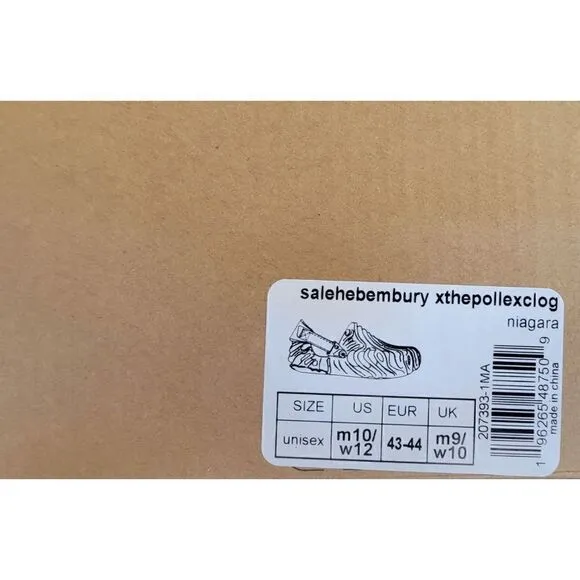 salehebembury xthepollexclog
niagara
SIZE US EUR UK
unisex m10/ w12 43-44 m9/ w10
207393-1MA
1 96265 48750 9
made in china